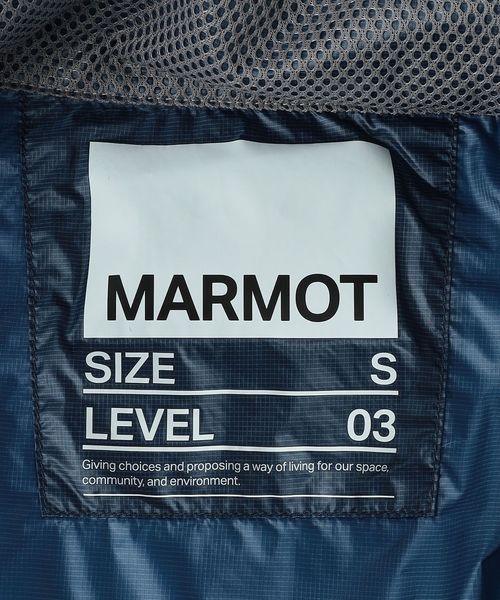 MARMOT
SIZE S
LEVEL 03
Giving choices and proposing a way of living for our space,
community, and environment.